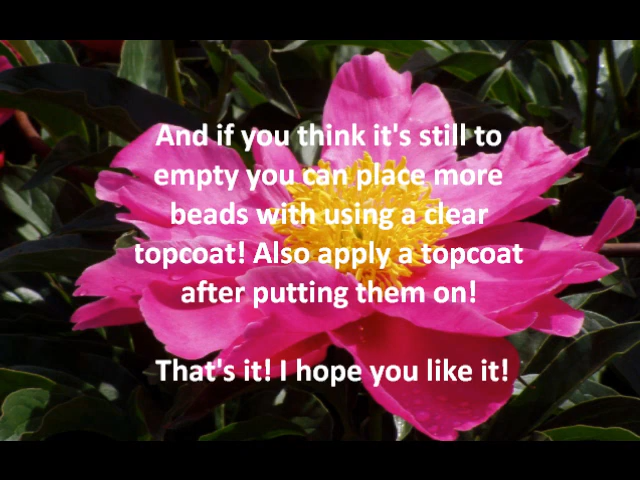 And if you think it's still to
empty you can place more
beads with using a clear
topcoat! Also apply a topcoat
after putting them on!
That's it! I hope you like it!